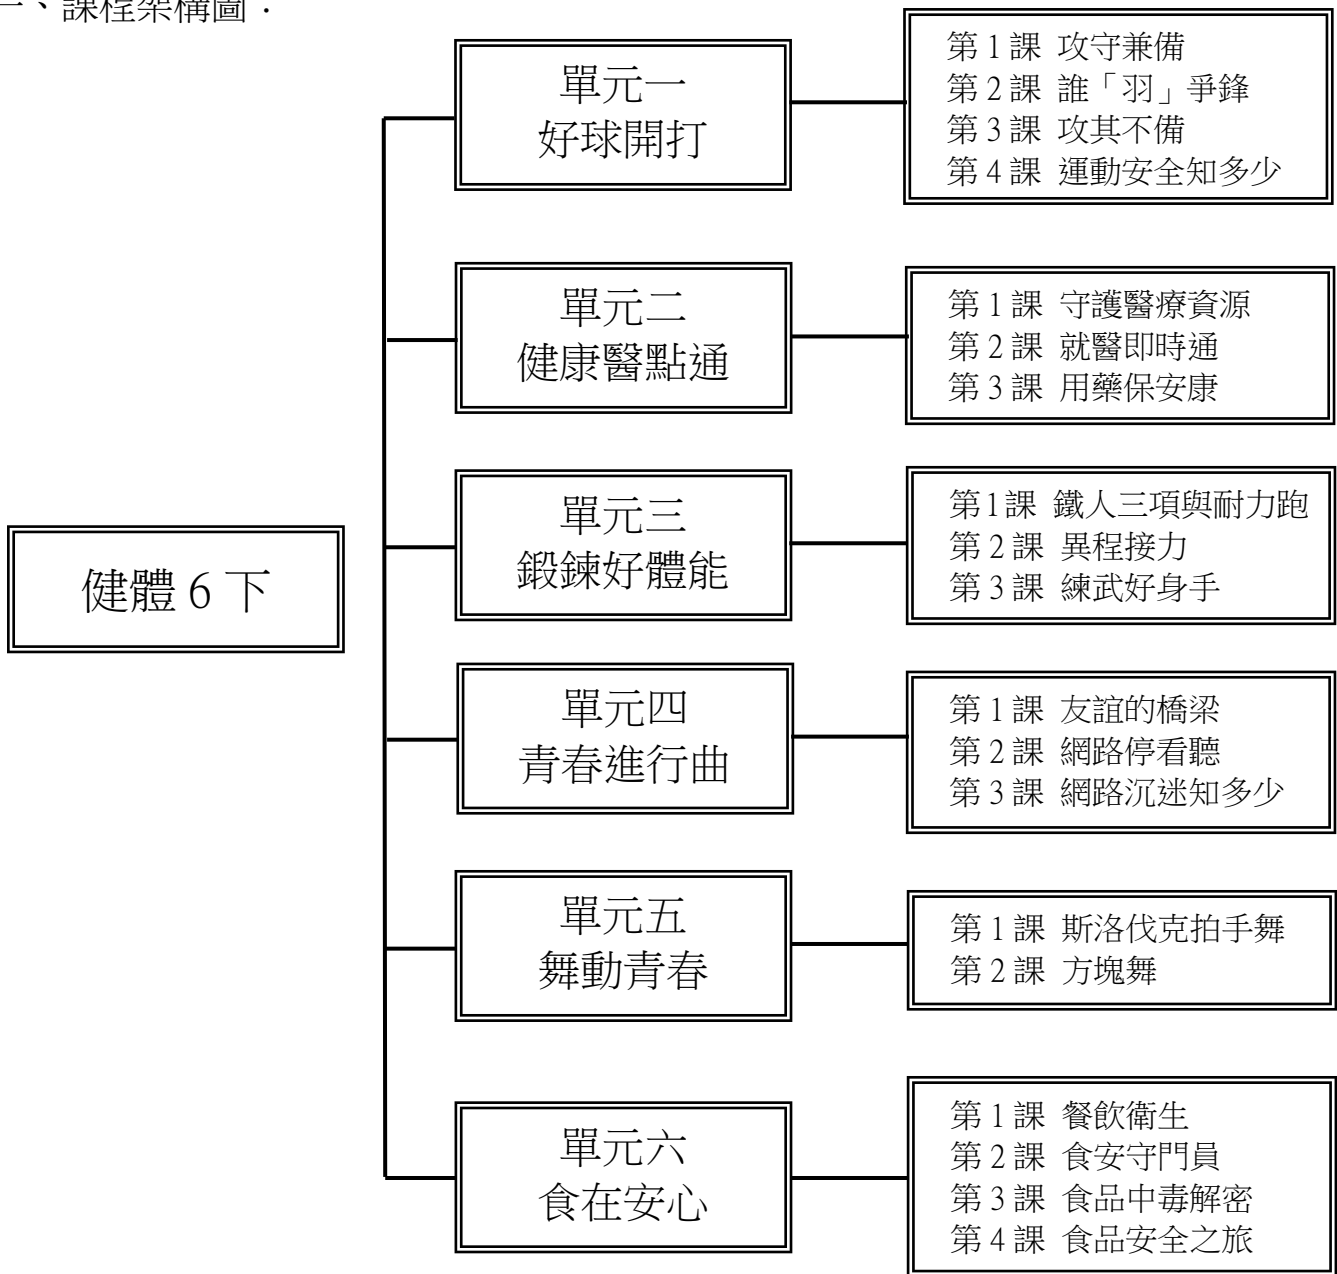 一、課程架構圖：
健體 6 下
單元一
好球開打
第 1 課 攻守兼備
第 2 課 誰「羽」爭鋒
第 3 課 攻其不備
第 4 課 運動安全知多少
單元二
健康醫點通
第 1 課 守護醫療資源
第 2 課 就醫即時通
第 3 課 用藥保安康
單元三
鍛鍊好體能
第 1 課 鐵人三項與耐力跑
第 2 課 異程接力
第 3 課 練武好身手
單元四
青春進行曲
第 1 課 友誼的橋梁
第 2 課 網路停看聽
第 3 課 網路沉迷知多少
單元五
舞動青春
第 1 課 斯洛伐克拍手舞
第 2 課 方塊舞
單元六
食在安心
第 1 課 餐飲衛生
第 2 課 食安守門員
第 3 課 食品中毒解密
第 4 課 食品安全之旅